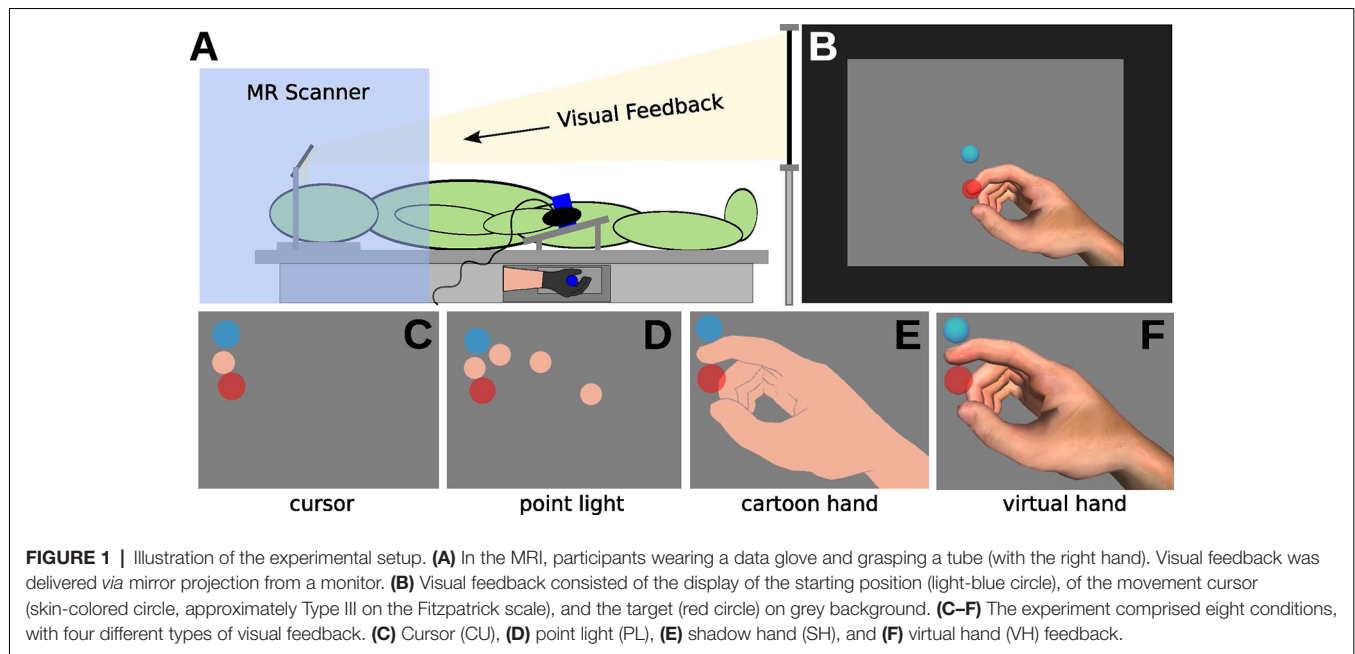 A
MR Scanner
Visual Feedback
B
C
D
E
F
cursor
point light
cartoon hand
virtual hand
FIGURE 1 | Illustration of the experimental setup. (A) In the MRI, participants wearing a data glove and grasping a tube (with the right hand). Visual feedback was
delivered via mirror projection from a monitor. (B) Visual feedback consisted of the display of the starting position (light-blue circle), of the movement cursor
(skin-colored circle, approximately Type III on the Fitzpatrick scale), and the target (red circle) on grey background. (C–F) The experiment comprised eight conditions,
with four different types of visual feedback. (C) Cursor (CU), (D) point light (PL), (E) shadow hand (SH), and (F) virtual hand (VH) feedback.